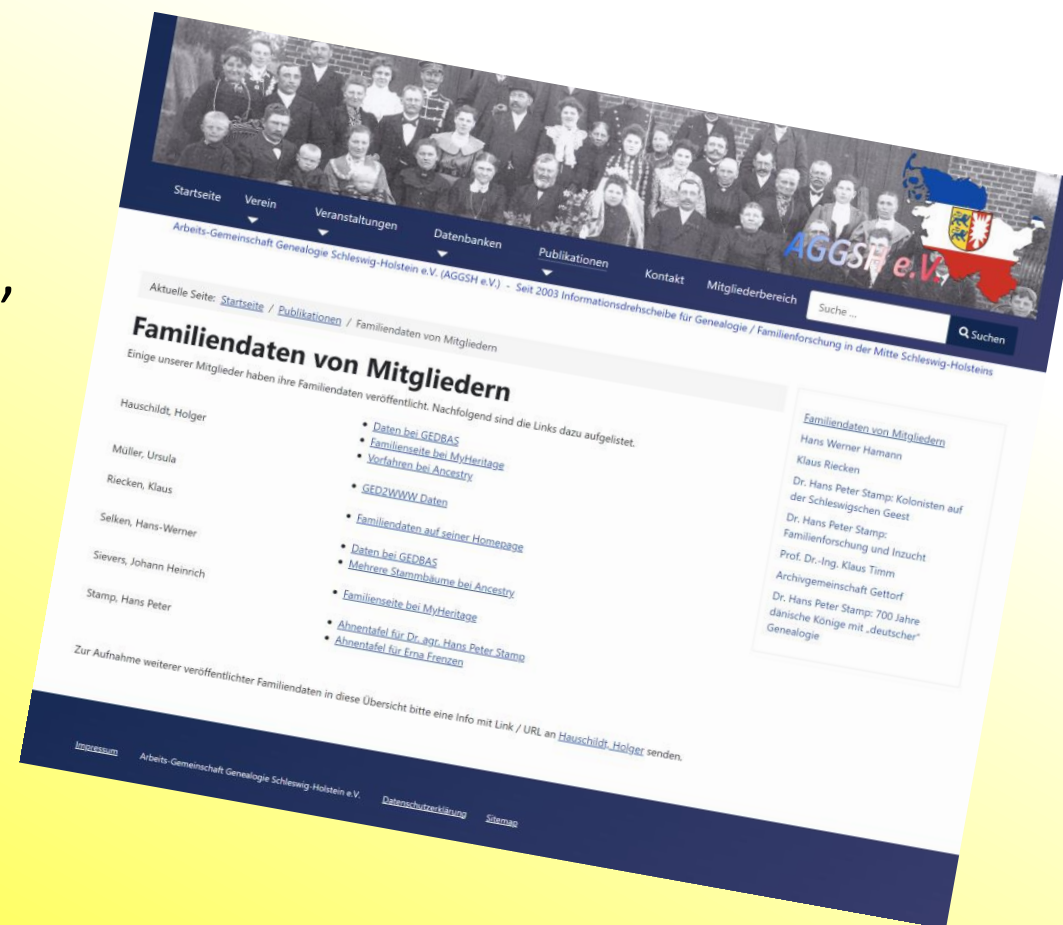 ,
AGGSH e.V.
Startseite Verein Veranstaltungen Datenbanken Publikationen Kontakt Mitgliederbereich Suche ... Suchen
Arbeits-Gemeinschaft Genealogie Schleswig-Holstein e.V. (AGGSH e.V.) - Seit 2003 Informationsdrehscheibe für Genealogie / Familienforschung in der Mitte Schleswig-Holsteins
Aktuelle Seite: Startseite / Publikationen / Familiendaten von Mitgliedern
Familiendaten von Mitgliedern
Einige unserer Mitglieder haben ihre Familiendaten veröffentlicht. Nachfolgend sind die Links dazu aufgelistet.
Hauschildt, Holger
• Daten bei GEDBAS
• Familienseite bei MyHeritage
• Vorfahren bei Ancestry
Müller, Ursula
• GED2WWW Daten
Riecken, Klaus
• Familiendaten auf seiner Homepage
Selken, Hans-Werner
• Daten bei GEDBAS
• Mehrere Stammbäume bei Ancestry
Sievers, Johann Heinrich
• Familienseite bei MyHeritage
Stamp, Hans Peter
• Ahnentafel für Dr. agr. Hans Peter Stamp
• Ahnentafel für Erna Frenzen
Zur Aufnahme weiterer veröffentlichter Familiendaten in diese Übersicht bitte eine Info mit Link / URL an Hauschildt, Holger senden.
Familiendaten von Mitgliedern
Hans Werner Hamann
Klaus Riecken
Dr. Hans Peter Stamp: Kolonisten auf
der Schleswigschen Geest
Dr. Hans Peter Stamp:
Familienforschung und Inzucht
Prof. Dr.-Ing. Klaus Timm
Archivgemeinschaft Gettorf
Dr. Hans Peter Stamp: 700 Jahre
dänische Könige mit „deutscher"
Genealogie
Impressum Arbeits-Gemeinschaft Genealogie Schleswig-Holstein e.V. Datenschutzerklärung Sitemap